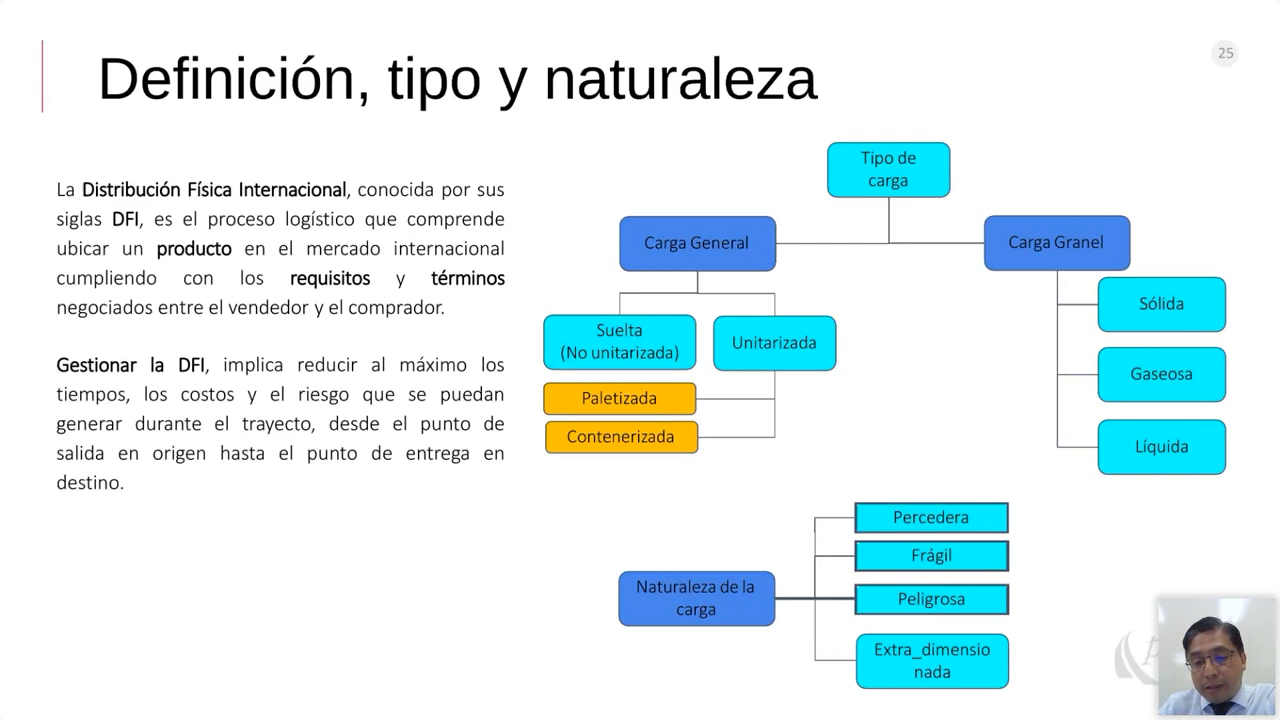 25
Definición, tipo y naturaleza
La Distribución Física Internacional, conocida por sus
siglas DFI, es el proceso logístico que comprende
ubicar un producto en el mercado internacional
cumpliendo con los requisitos y términos
negociados entre el vendedor y el comprador.
Gestionar la DFI, implica reducir al máximo los
tiempos, los costos y el riesgo que se puedan
generar durante el trayecto, desde el punto de
salida en origen hasta el punto de entrega en
destino.
Tipo de
carga
Carga General
Carga Granel
Suelta
(No unitarizada)
Unitarizada
Paletizada
Contenerizada
Sólida
Gaseosa
Líquida
Naturaleza de la
carga
Percedera
Frágil
Peligrosa
Extra_dimensio
nada